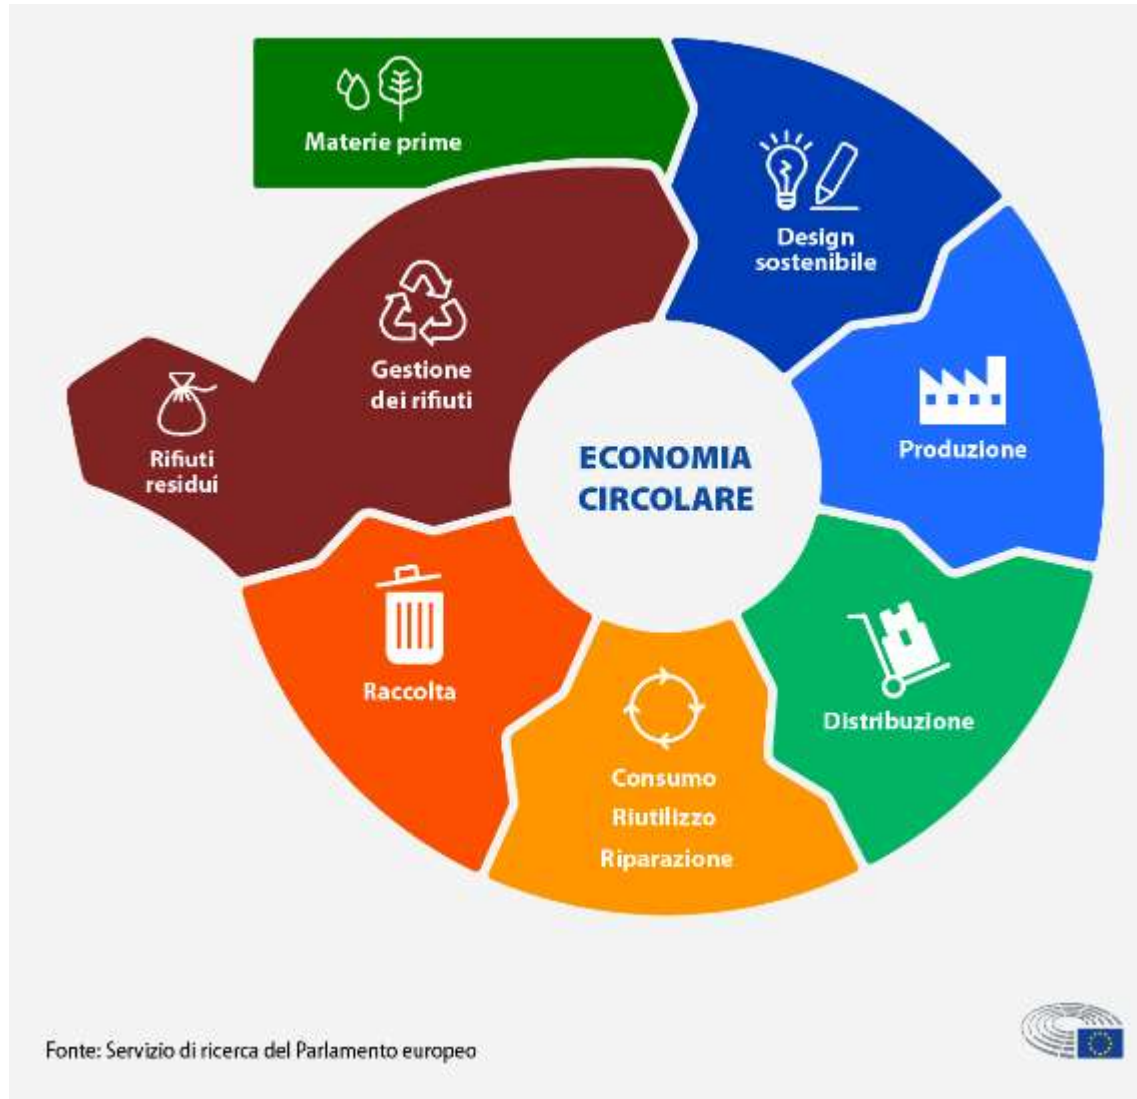 Materie prime
Design
sostenibile
Produzione
Distribuzione
Consumo
Riutilizzo
Riparazione
Raccolta
Gestione
dei rifiuti
Rifiuti
residui
ECONOMIA
CIRCOLARE
Fonte: Servizio di ricerca del Parlamento europeo